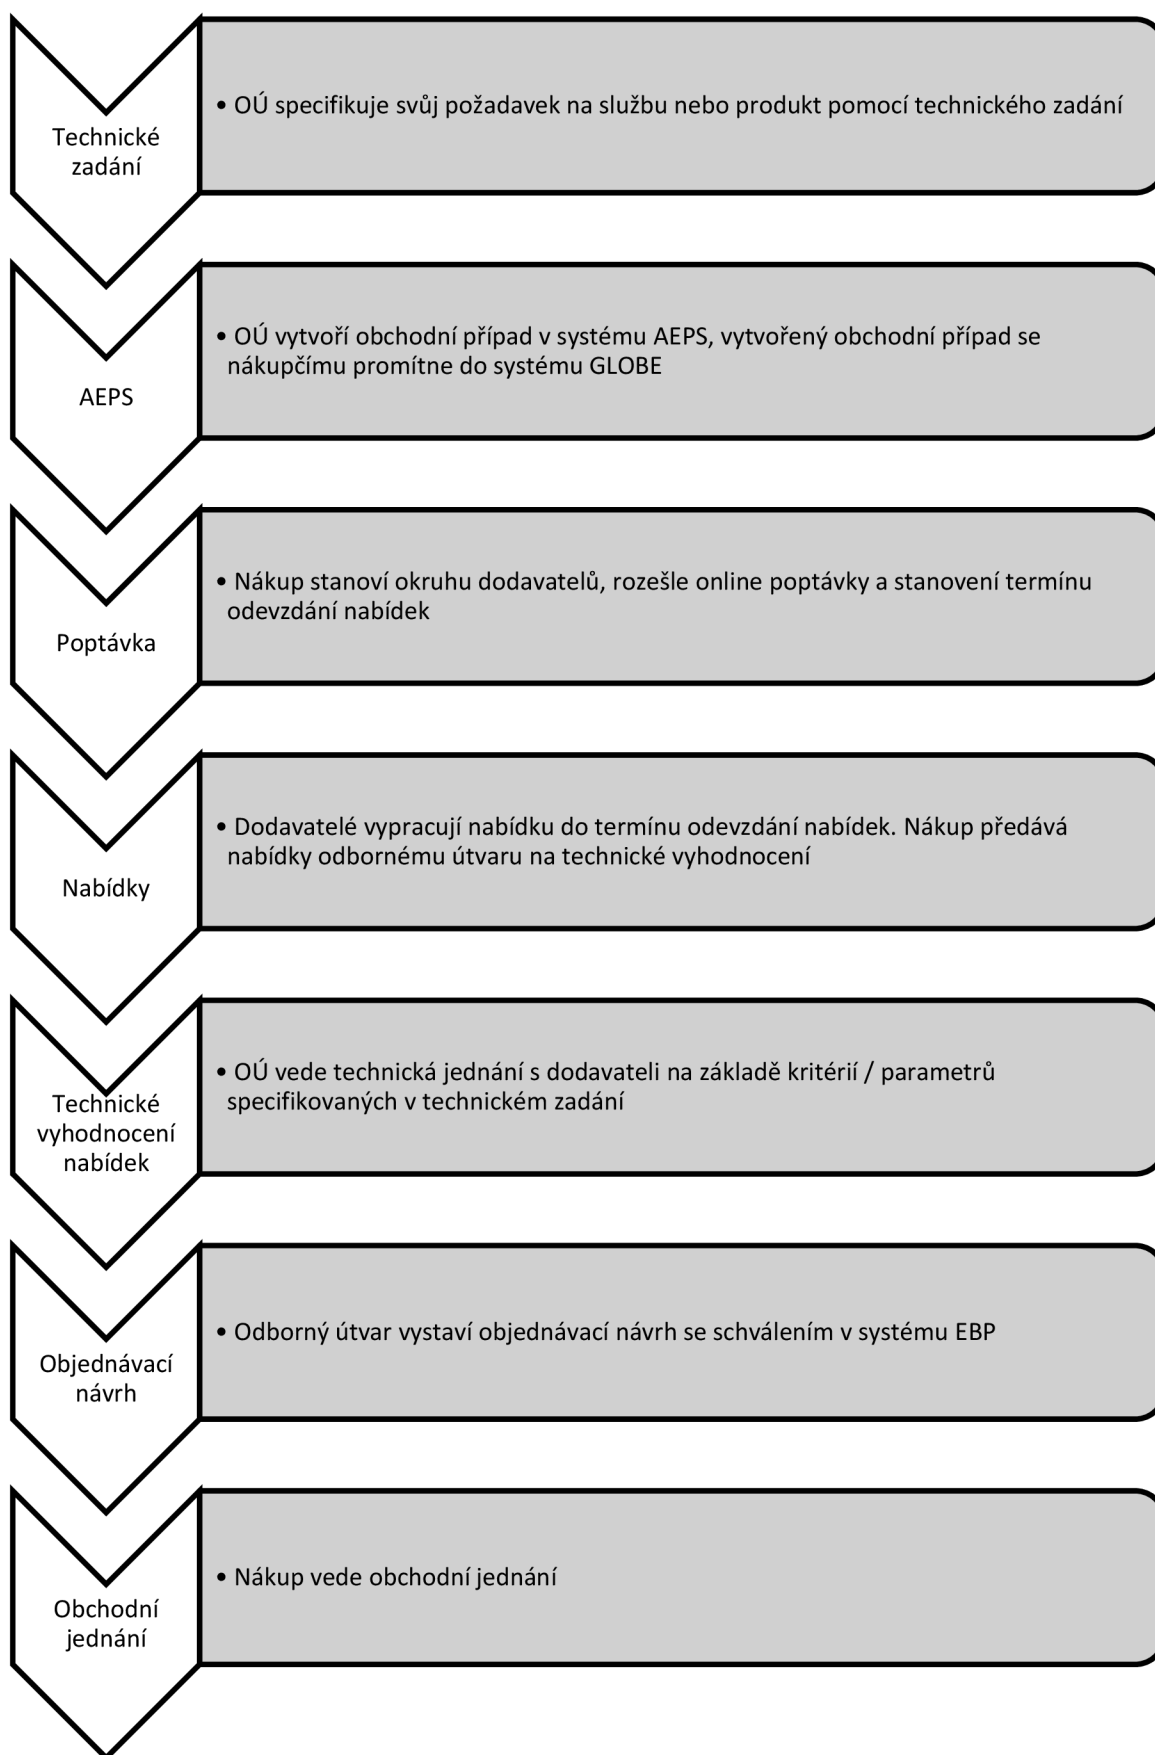 Technické
zadání
• OÚ specifikuje svůj požadavek na službu nebo produkt pomocí technického zadání
AEPS
• OÚ vytvoří obchodní případ v systému AEPS, vytvořený obchodní případ se
nákupčímu promítne do systému GLOBE
Poptávka
• Nákup stanoví okruhu dodavatelů, rozešle online poptávky a stanovení termínu
odevzdání nabídek
Nabídky
• Dodavatelé vypracují nabídku do termínu odevzdání nabídek. Nákup předává
nabídky odbornému útvaru na technické vyhodnocení
Technické
vyhodnocení
nabídek
• OÚ vede technická jednání s dodavateli na základě kritérií / parametrů
specifikovaných v technickém zadání
Objednávací
návrh
• Odborný útvar vystaví objednávací návrh se schválením v systému EBP
Obchodní
jednání
• Nákup vede obchodní jednání